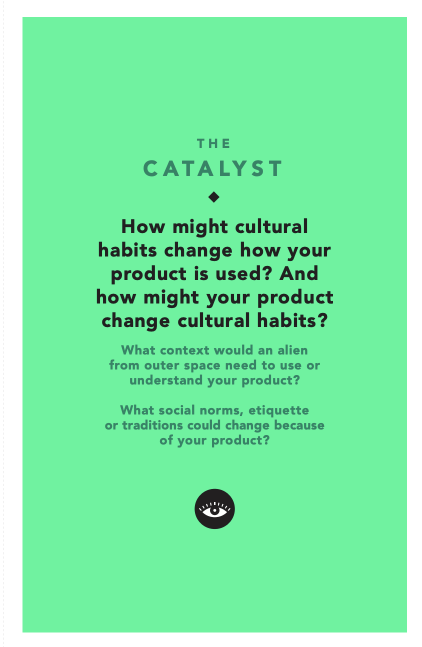 THE
CATALYST
How might cultural
habits change how your
product is used? And
how might your product
change cultural habits?
What context would an alien
from outer space need to use or
understand your product?
What social norms, etiquette
or traditions could change because
of your product?